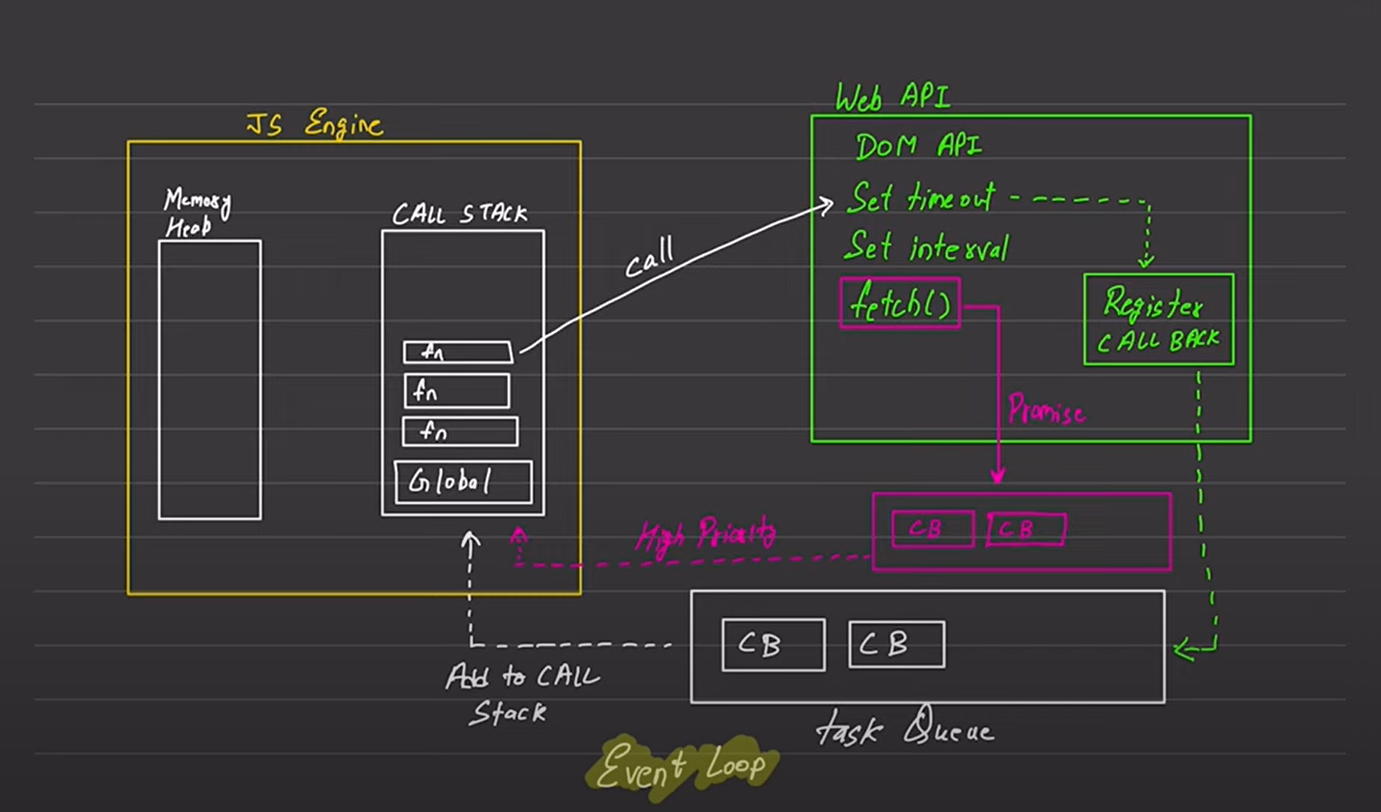 JS Engine
Memory
Heap
CALL STACK
fn
fn
fn
Global
call
Web API
DOM API
Set timeout
Set interval
fetch()
Register
CALL BACK
Promise
CB CB
High Priority
CB CB
Add to CALL
Stack
task Queue
Event Loop